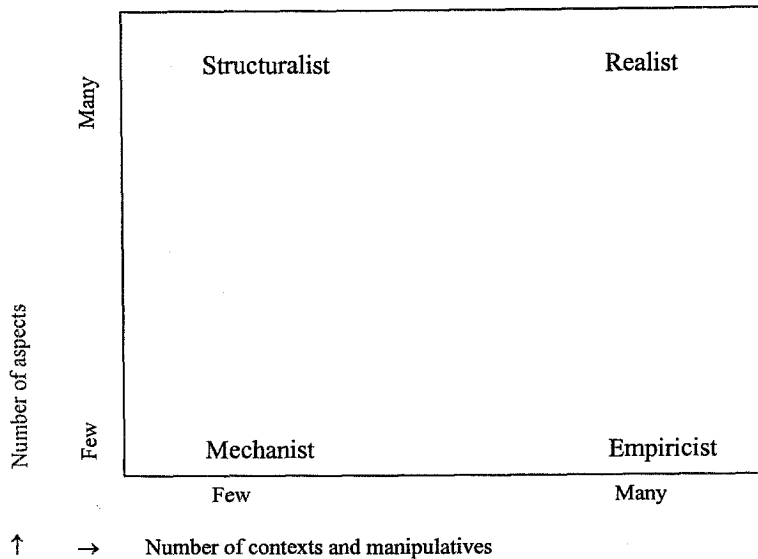 Structuralist Realist
Many
Number of aspects
Few
Mechanist Empiricist
Few Many
↑ → Number of contexts and manipulatives